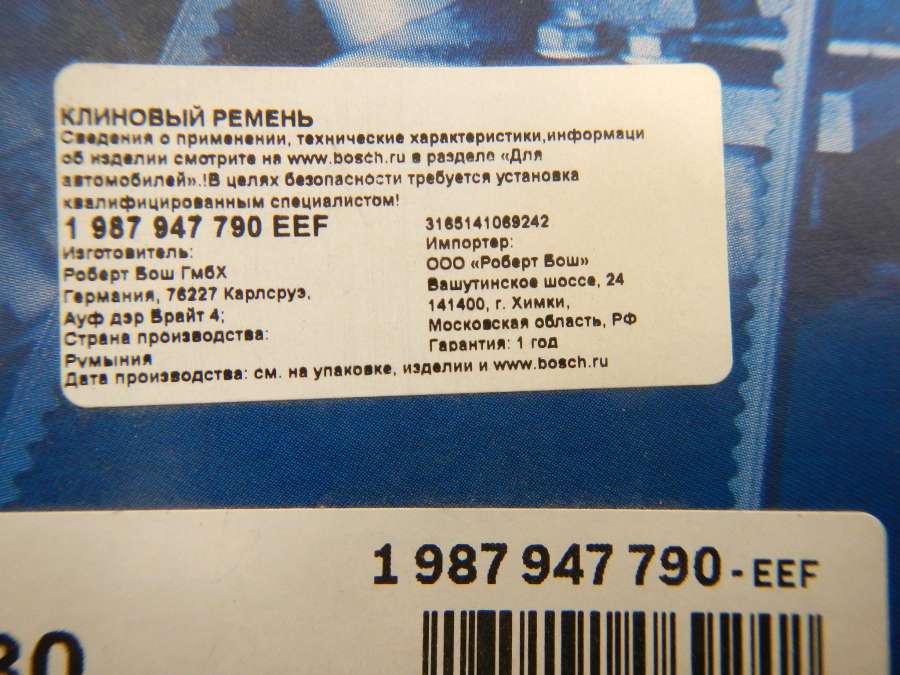 КЛИНОВЫЙ РЕМЕНЬ
Сведения о применении, технические характеристики,информаци
об изделии смотрите на www.bosch.ru в разделе «Для
автомобилей».!В целях безопасности требуется установка
квалифицированным специалистом!
1 987 947 790 EEF
Изготовитель:
Роберт Бош ГмбХ
Германия, 76227 Карлсруэ,
Ауф дэр Брайт 4;
Страна производства:
Румыния
3165141069242
Импортер:
ООО «Роберт Бош»
Вашутинское шоссе, 24
141400, г. Химки,
Московская область, РФ
Гарантия: 1 год
Дата производства: см. на упаковке, изделии и www.bosch.ru
1 987 947 790 - EEF